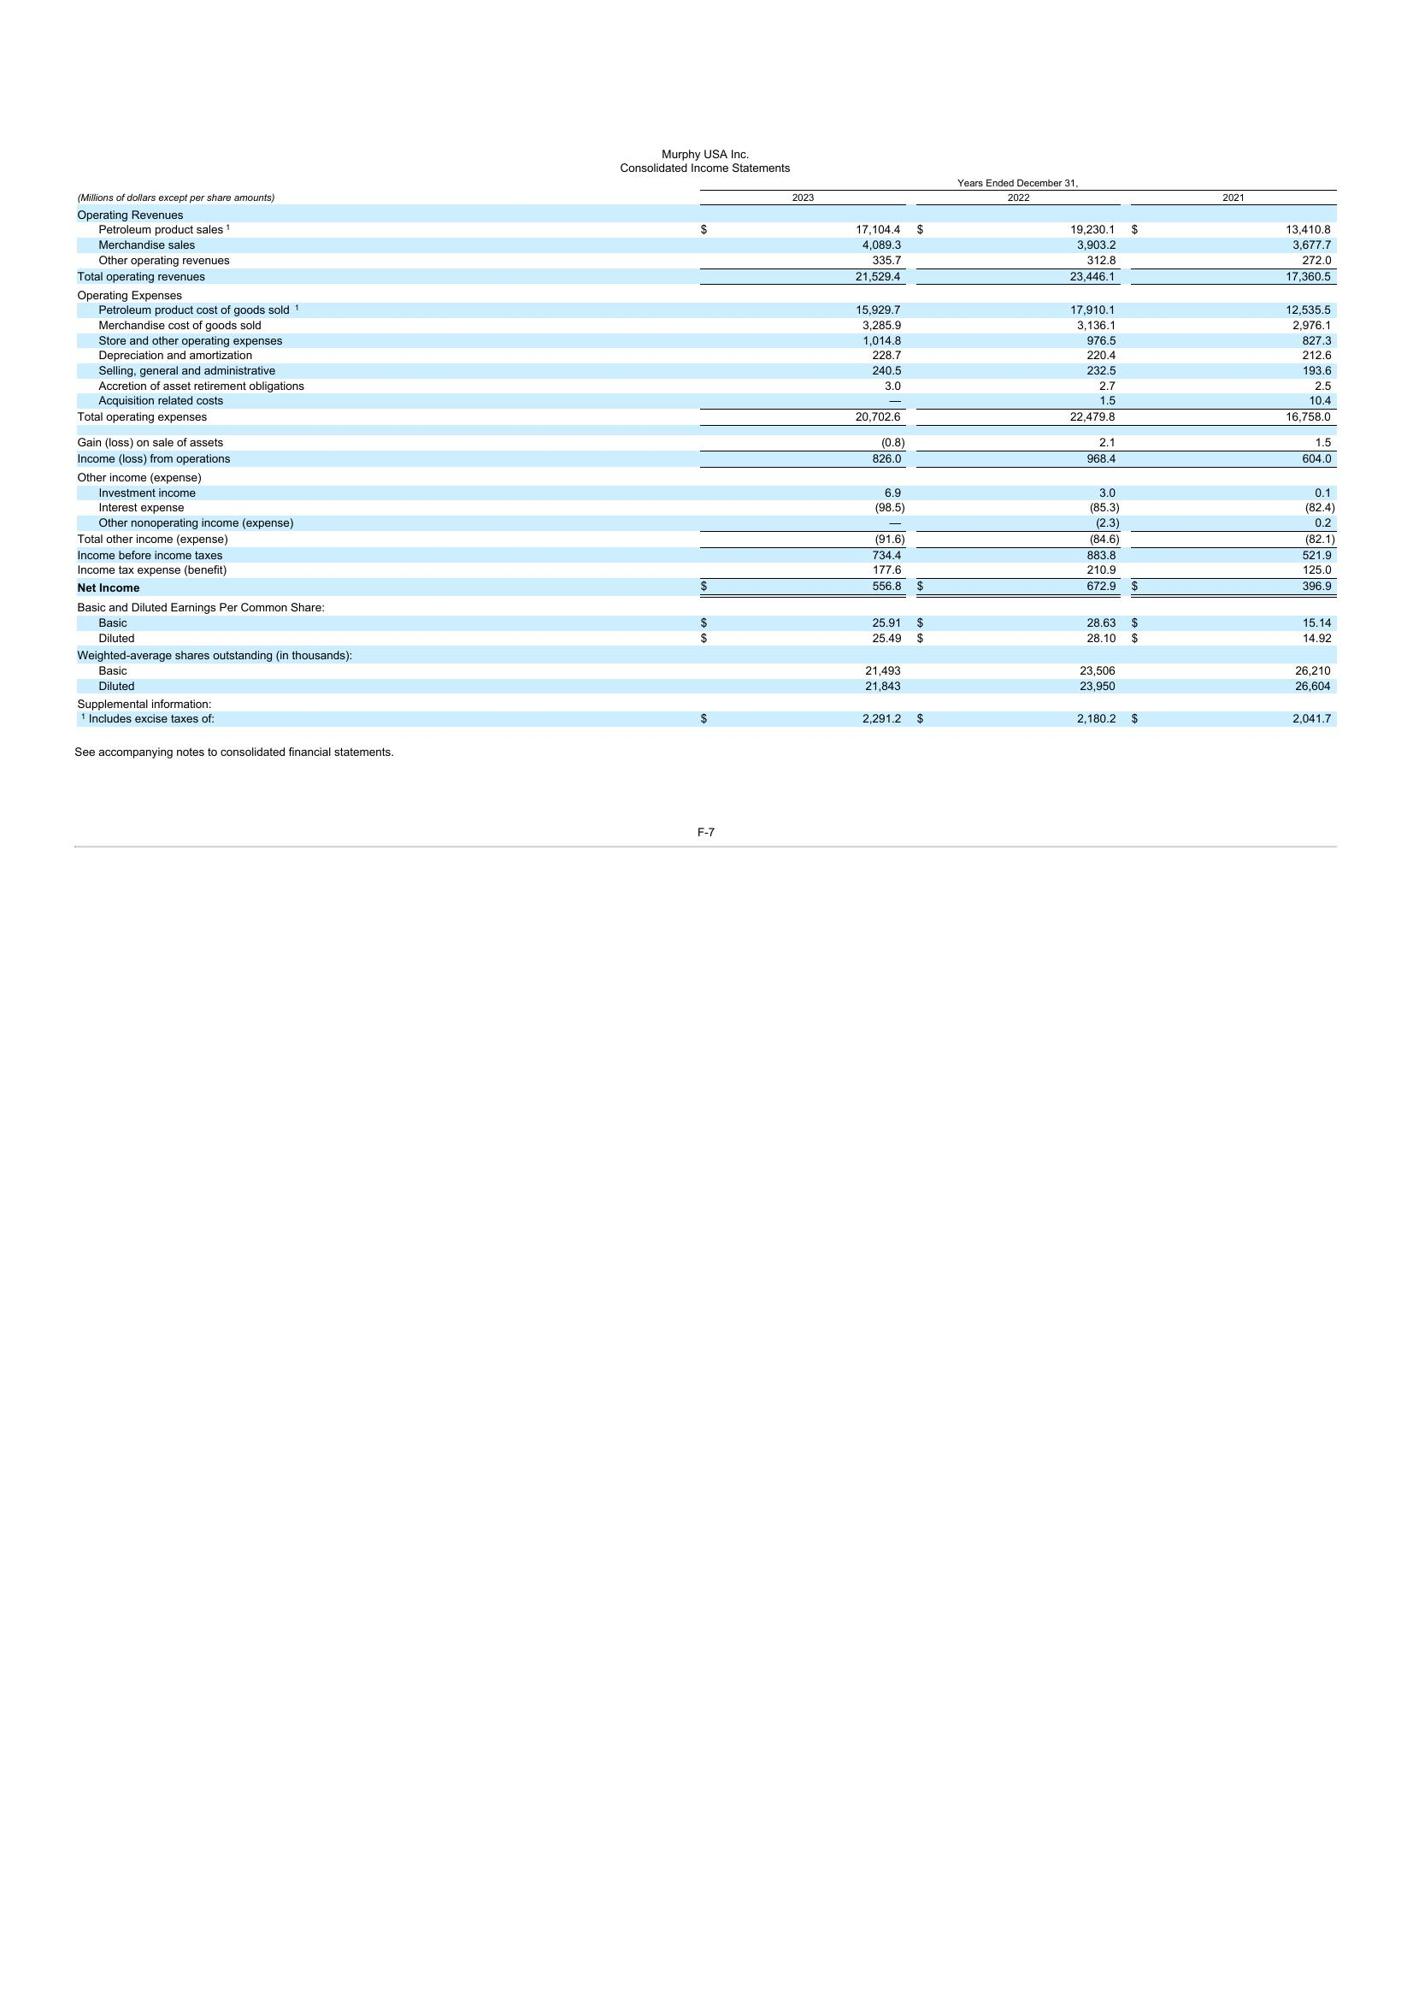 Murphy USA Inc.
Consolidated Income Statements
Years Ended December 31,
(Millions of dollars except per share amounts) 2023 2022 2021
Operating Revenues
Petroleum product sales ¹ $ 17,104.4 $ 19,230.1 $ 13,410.8
Merchandise sales 4,089.3 3,903.2 3,677.7
Other operating revenues 335.7 312.8 272.0
Total operating revenues 21,529.4 23,446.1 17,360.5
Operating Expenses
Petroleum product cost of goods sold ¹ 15,929.7 17,910.1 12,535.5
Merchandise cost of goods sold 3,285.9 3,136.1 2,976.1
Store and other operating expenses 1,014.8 976.5 827.3
Depreciation and amortization 228.7 220.4 212.6
Selling, general and administrative 240.5 232.5 193.6
Accretion of asset retirement obligations 3.0 2.7 2.5
Acquisition related costs — 1.5 10.4
Total operating expenses 20,702.6 22,479.8 16,758.0
Gain (loss) on sale of assets (0.8) 2.1 1.5
Income (loss) from operations 826.0 968.4 604.0
Other income (expense)
Investment income 6.9 3.0 0.1
Interest expense (98.5) (85.3) (82.4)
Other nonoperating income (expense) — (2.3) 0.2
Total other income (expense) (91.6) (84.6) (82.1)
Income before income taxes 734.4 883.8 521.9
Income tax expense (benefit) 177.6 210.9 125.0
Net Income $ 556.8 $ 672.9 $ 396.9
Basic and Diluted Earnings Per Common Share:
Basic $ 25.91 $ 28.63 $ 15.14
Diluted $ 25.49 $ 28.10 $ 14.92
Weighted-average shares outstanding (in thousands):
Basic 21,493 23,506 26,210
Diluted 21,843 23,950 26,604
Supplemental information:
¹ Includes excise taxes of: $ 2,291.2 $ 2,180.2 $ 2,041.7
See accompanying notes to consolidated financial statements.
F-7